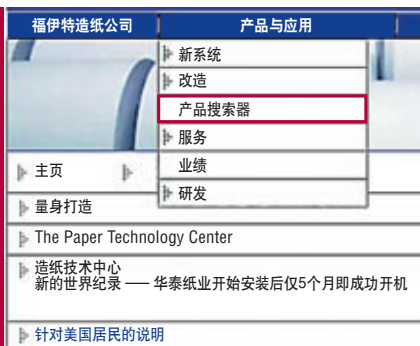 福伊特造纸公司
产品与应用
新系统
改造
产品搜索器
服务
业绩
研发
主页
量身打造
The Paper Technology Center
造纸技术中心
新的世界纪录 —— 华泰纸业开始安装后仅5个月即成功开机
针对美国居民的说明